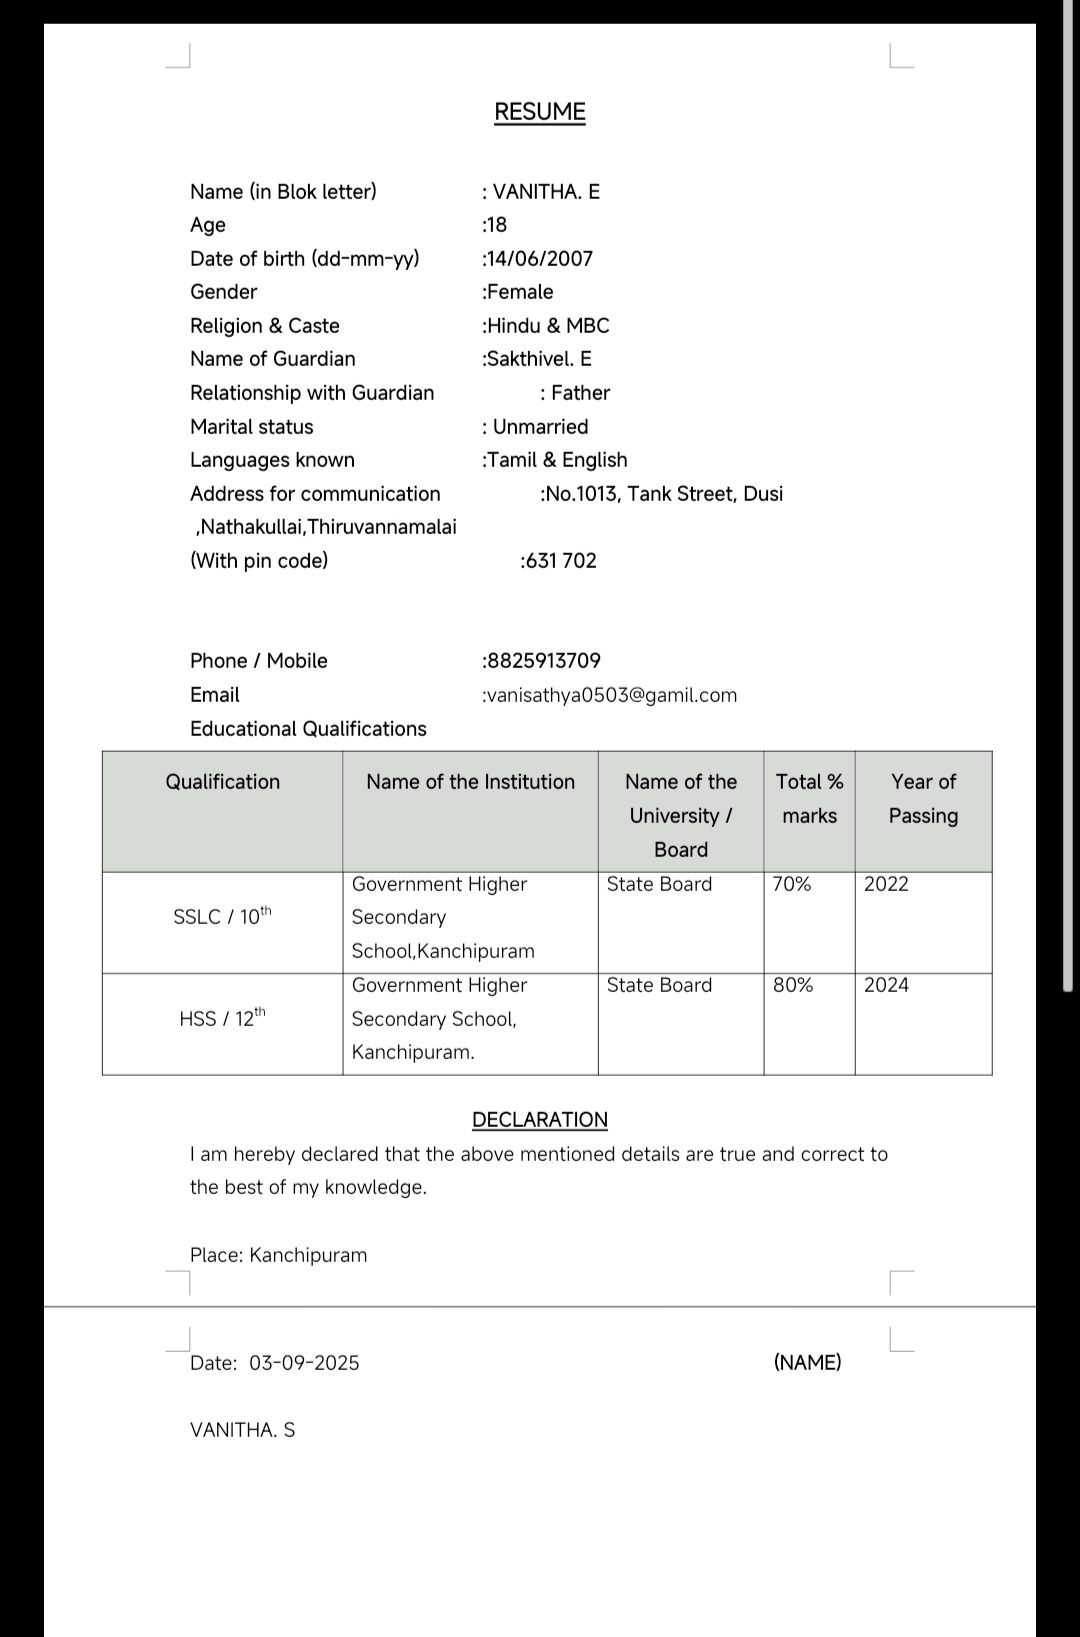 RESUME
Name (in Blok letter) : VANITHA. E
Age :18
Date of birth (dd-mm-yy) :14/06/2007
Gender :Female
Religion & Caste :Hindu & MBC
Name of Guardian :Sakthivel. E
Relationship with Guardian : Father
Marital status : Unmarried
Languages known :Tamil & English
Address for communication :No.1013, Tank Street, Dusi
,Nathakullai,Thiruvannamalai
(With pin code) :631 702
Phone / Mobile :8825913709
Email :vanisathya0503@gamil.com
Educational Qualifications
Qualification Name of the Institution Name of the Total % Year of
University / marks Passing
Board
Government Higher State Board 70% 2022
SSLC / 10th Secondary
School,Kanchipuram
Government Higher State Board 80% 2024
HSS / 12th Secondary School,
Kanchipuram.
DECLARATION
I am hereby declared that the above mentioned details are true and correct to
the best of my knowledge.
Place: Kanchipuram
Date: 03-09-2025 (NAME)
VANITHA. S